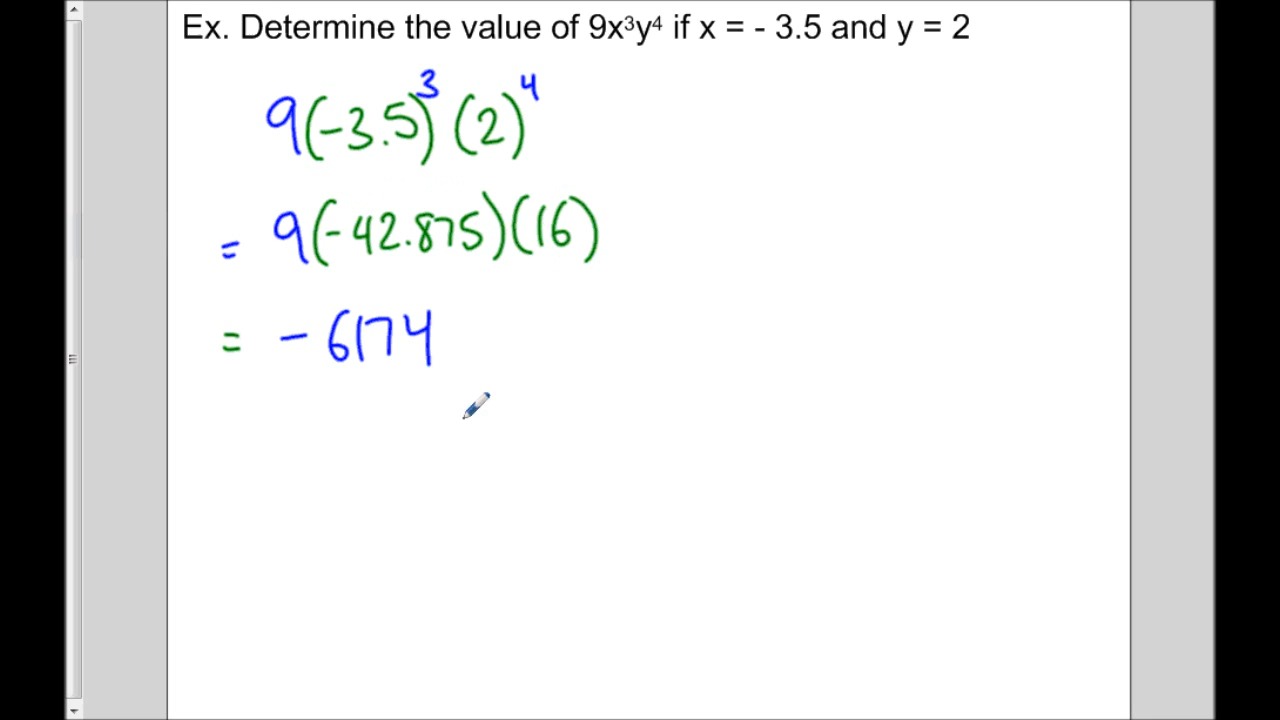 Ex. Determine the value of 9x³y⁴ if x = - 3.5 and y = 2
9(-3.5)³ (2)⁴
= 9(-42.875)(16)
= - 6174